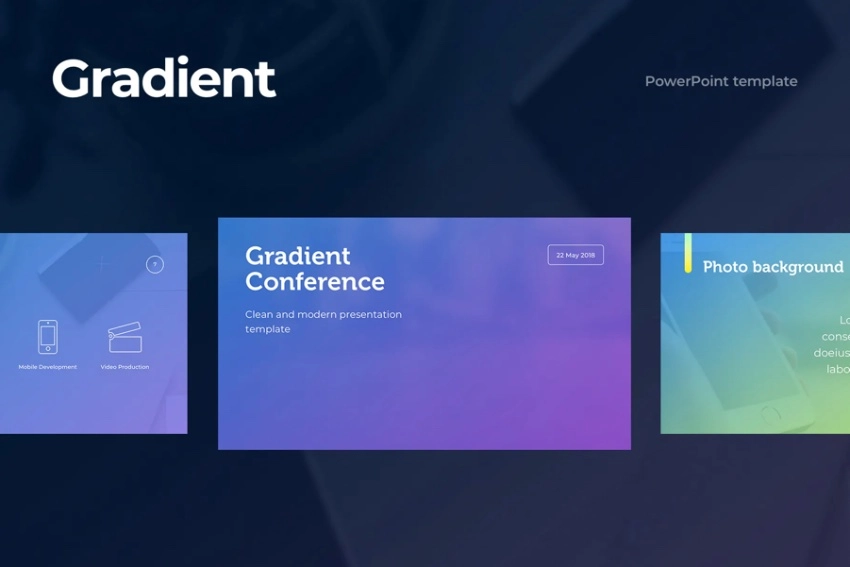 Gradient
PowerPoint template
7
Mobile Development
Video Production
Gradient
Conference
22 May 2018
Clean and modern presentation
template
Photo background
Lo
conse
doeius
labo